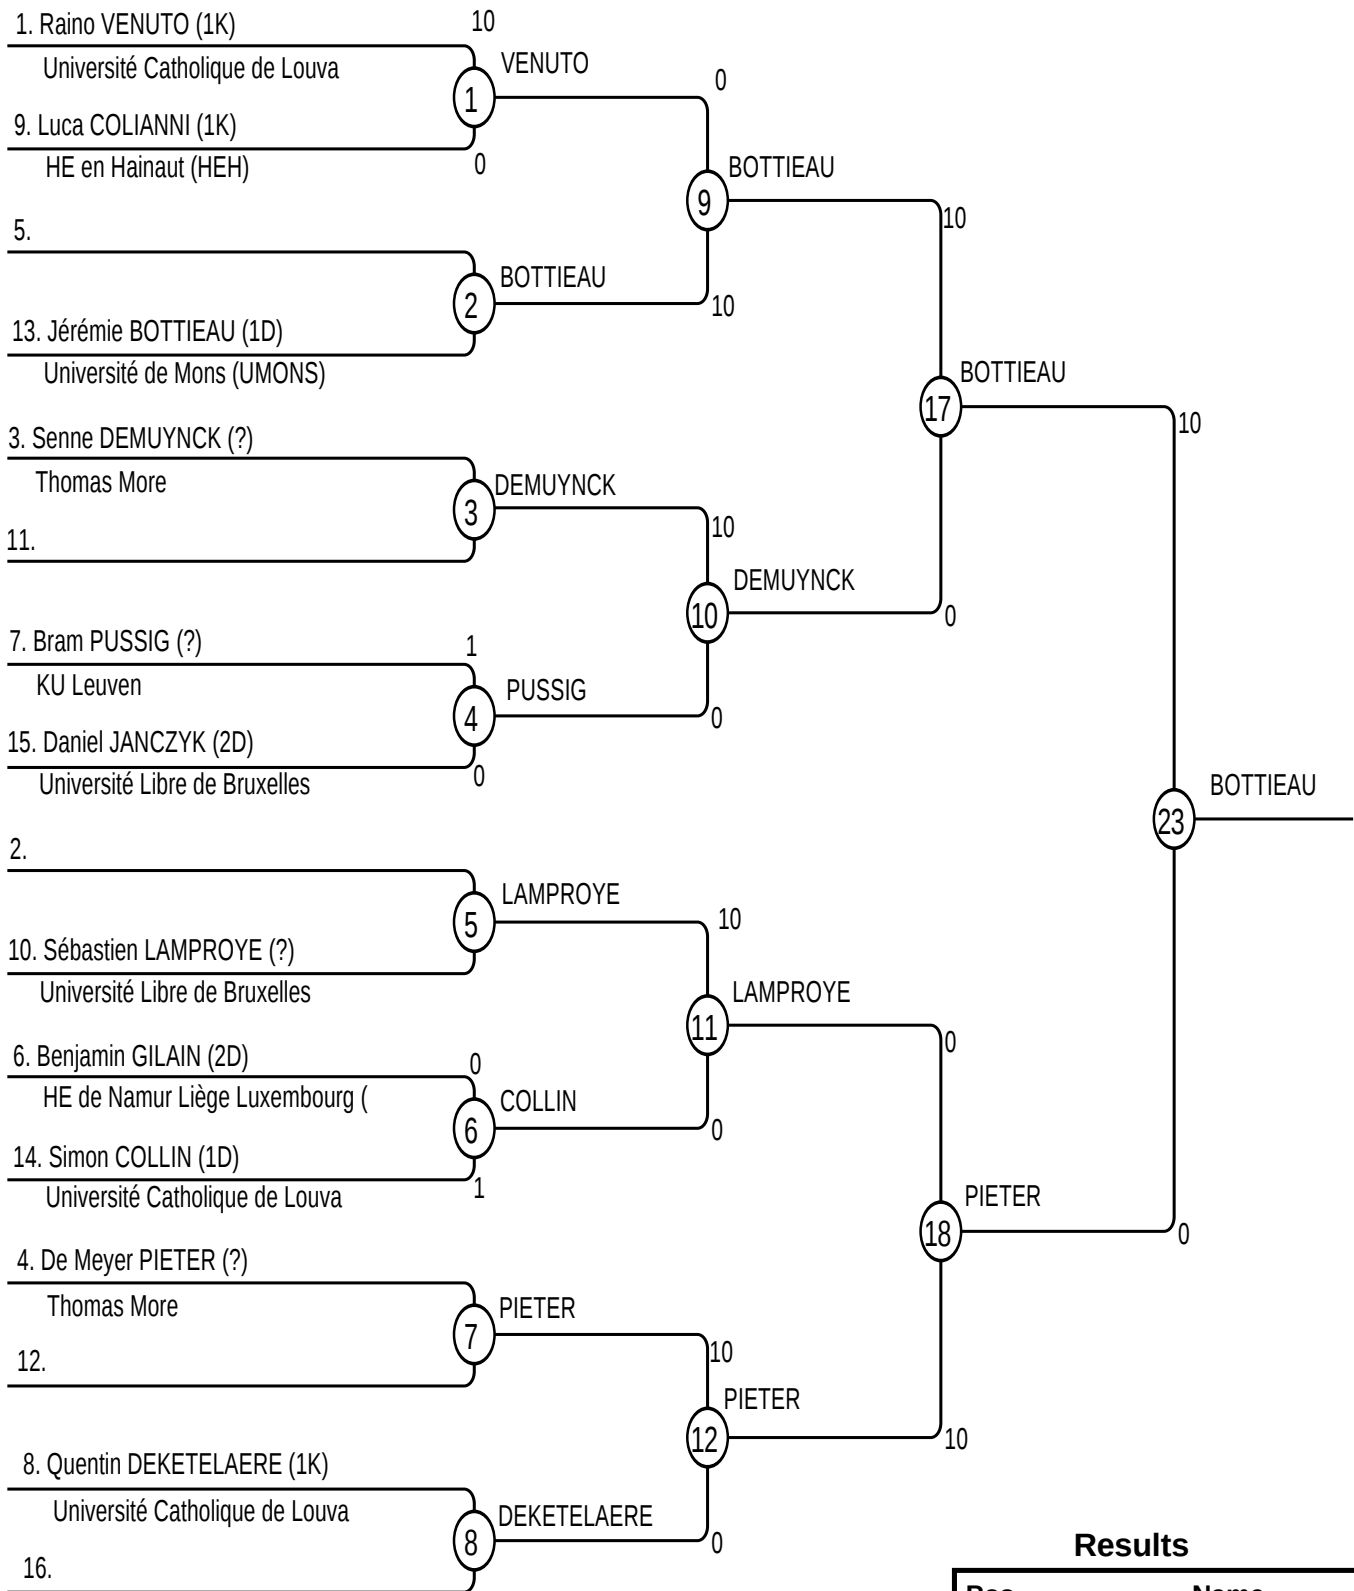 1. Raino VENUTO (1K)
10
Université Catholique de Louva
1
VENUTO
0
9. Luca COLIANNI (1K)
HE en Hainaut (HEH)
0
9
BOTTIEAU
10
5.
2
BOTTIEAU
10
13. Jérémie BOTTIEAU (1D)
Université de Mons (UMONS)
17
BOTTIEAU
10
3. Senne DEMUYNCK (?)
Thomas More
3
DEMUYNCK
10
11.
10
DEMUYNCK
0
7. Bram PUSSIG (?)
1
KU Leuven
4
PUSSIG
0
15. Daniel JANCZYK (2D)
0
Université Libre de Bruxelles
23
BOTTIEAU
2.
5
LAMPROYE
10
10. Sébastien LAMPROYE (?)
Université Libre de Bruxelles
11
LAMPROYE
0
6. Benjamin GILAIN (2D)
0
HE de Namur Liège Luxembourg (
6
COLLIN
0
14. Simon COLLIN (1D)
1
Université Catholique de Louva
18
PIETER
0
4. De Meyer PIETER (?)
Thomas More
7
PIETER
10
12.
12
PIETER
10
8. Quentin DEKETELAERE (1K)
Université Catholique de Louva
8
DEKETELAERE
0
16.
Results
Pos
Name